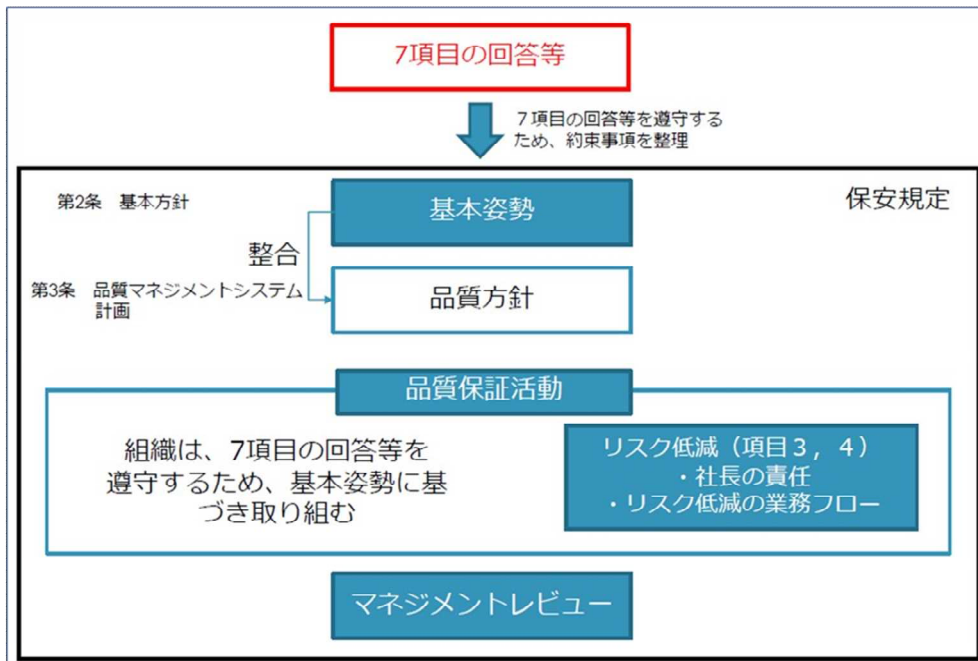 7項目の回答等
７項目の回答等を遵守する
ため、約束事項を整理
保安規定
第2条　基本方針
基本姿勢
整合
第3条　品質マネジメントシステム
計画
品質方針
品質保証活動
組織は、7項目の回答等を
遵守するため、基本姿勢に基
づき取り組む
リスク低減（項目３，４）
・社長の責任
・リスク低減の業務フロー
マネジメントレビュー